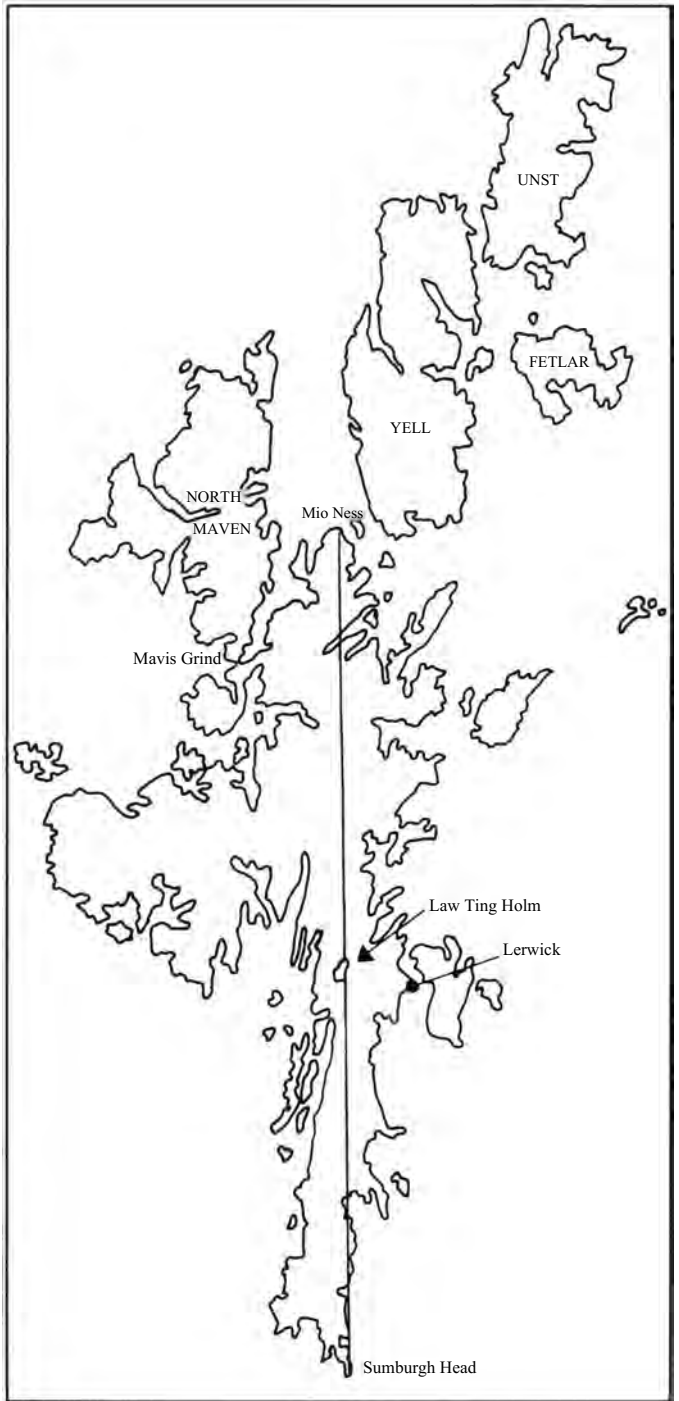 UNST
FETLAR
YELL
NORTH
MAVEN
Mio Ness
Mavis Grind
Law Ting Holm
Lerwick
Sumburgh Head